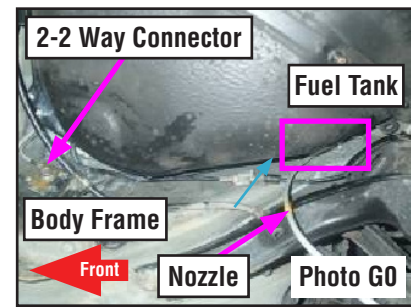 2-2 Way Connector
Fuel Tank
Body Frame
Front
Nozzle
Photo G0